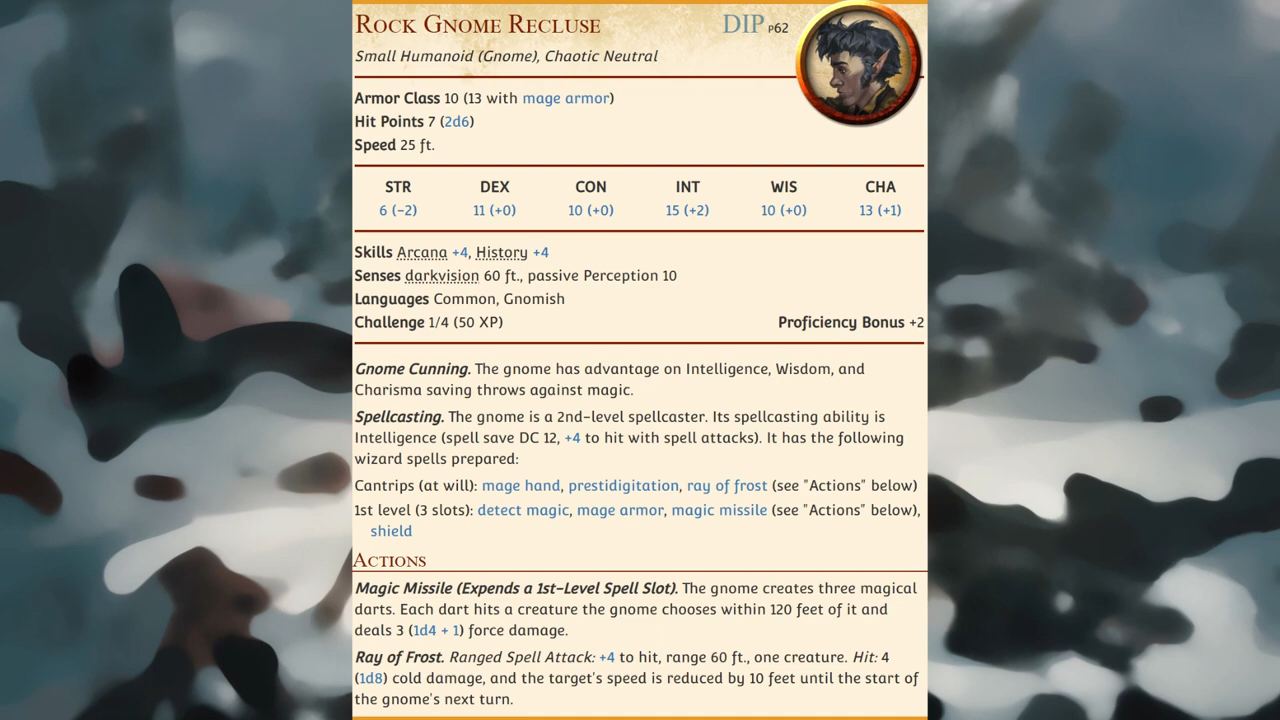 Rock Gnome Recluse DIP p62
Small Humanoid (Gnome), Chaotic Neutral
Armor Class 10 (13 with mage armor)
Hit Points 7 (2d6)
Speed 25 ft.
STR DEX CON INT WIS CHA
6 (−2) 11 (+0) 10 (+0) 15 (+2) 10 (+0) 13 (+1)
Skills Arcana +4, History +4
Senses darkvision 60 ft., passive Perception 10
Languages Common, Gnomish
Challenge 1/4 (50 XP) Proficiency Bonus +2
Gnome Cunning. The gnome has advantage on Intelligence, Wisdom, and
Charisma saving throws against magic.
Spellcasting. The gnome is a 2nd-level spellcaster. Its spellcasting ability is
Intelligence (spell save DC 12, +4 to hit with spell attacks). It has the following
wizard spells prepared:
Cantrips (at will): mage hand, prestidigitation, ray of frost (see "Actions" below)
1st level (3 slots): detect magic, mage armor, magic missile (see "Actions" below),
shield
Actions
Magic Missile (Expends a 1st-Level Spell Slot). The gnome creates three magical
darts. Each dart hits a creature the gnome chooses within 120 feet of it and
deals 3 (1d4 + 1) force damage.
Ray of Frost. Ranged Spell Attack: +4 to hit, range 60 ft., one creature. Hit: 4
(1d8) cold damage, and the target's speed is reduced by 10 feet until the start of
the gnome's next turn.